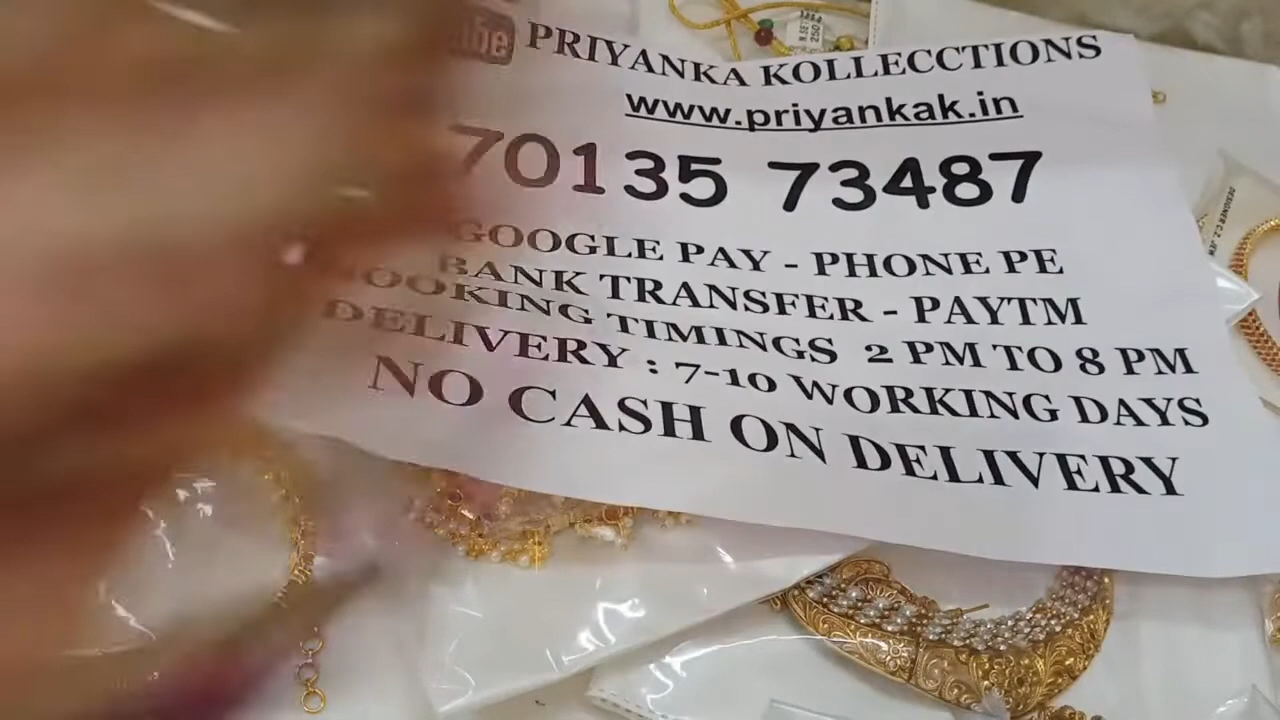 PRIYANKA KOLLECCTIONS
www.priyankak.in
70135 73487
GOOGLE PAY - PHONE PE
BANK TRANSFER - PAYTM
BOOKING TIMINGS 2 PM TO 8 PM
DELIVERY : 7-10 WORKING DAYS
NO CASH ON DELIVERY